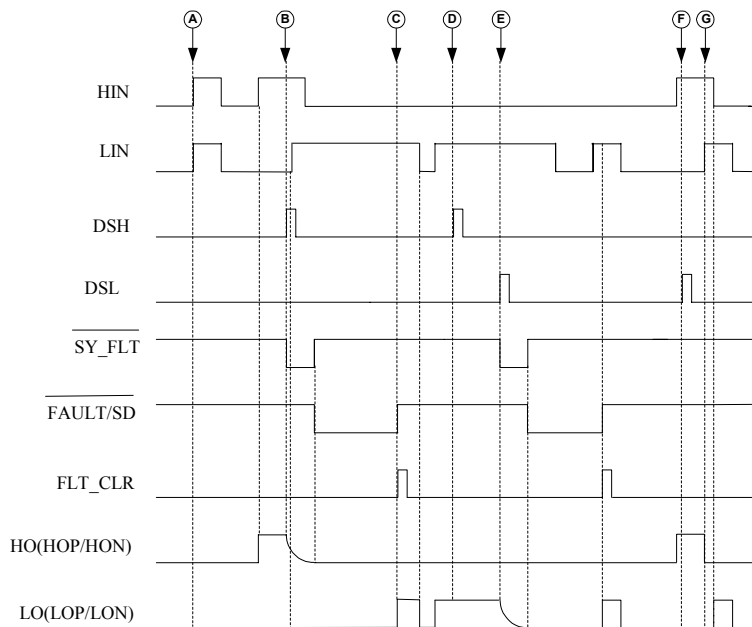 A B C D E F G
HIN
LIN
DSH
DSL
SY_FLT
FAULT/SD
FLT_CLR
HO(HOP/HON)
LO(LOP/LON)